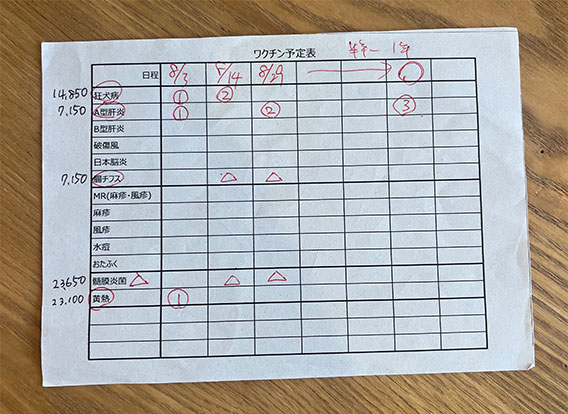 ワクチン予定表 半年〜1年
日程 8/3 8/14 8/29
14,850 狂犬病 ① ②
7,150 A型肝炎 ① ② ③
B型肝炎
破傷風
日本脳炎
7,150 腸チフス △ △
MR(麻疹・風疹)
麻疹
風疹
水痘
おたふく
23,650 髄膜炎菌 △ △ △
23,100 黄熱 ①